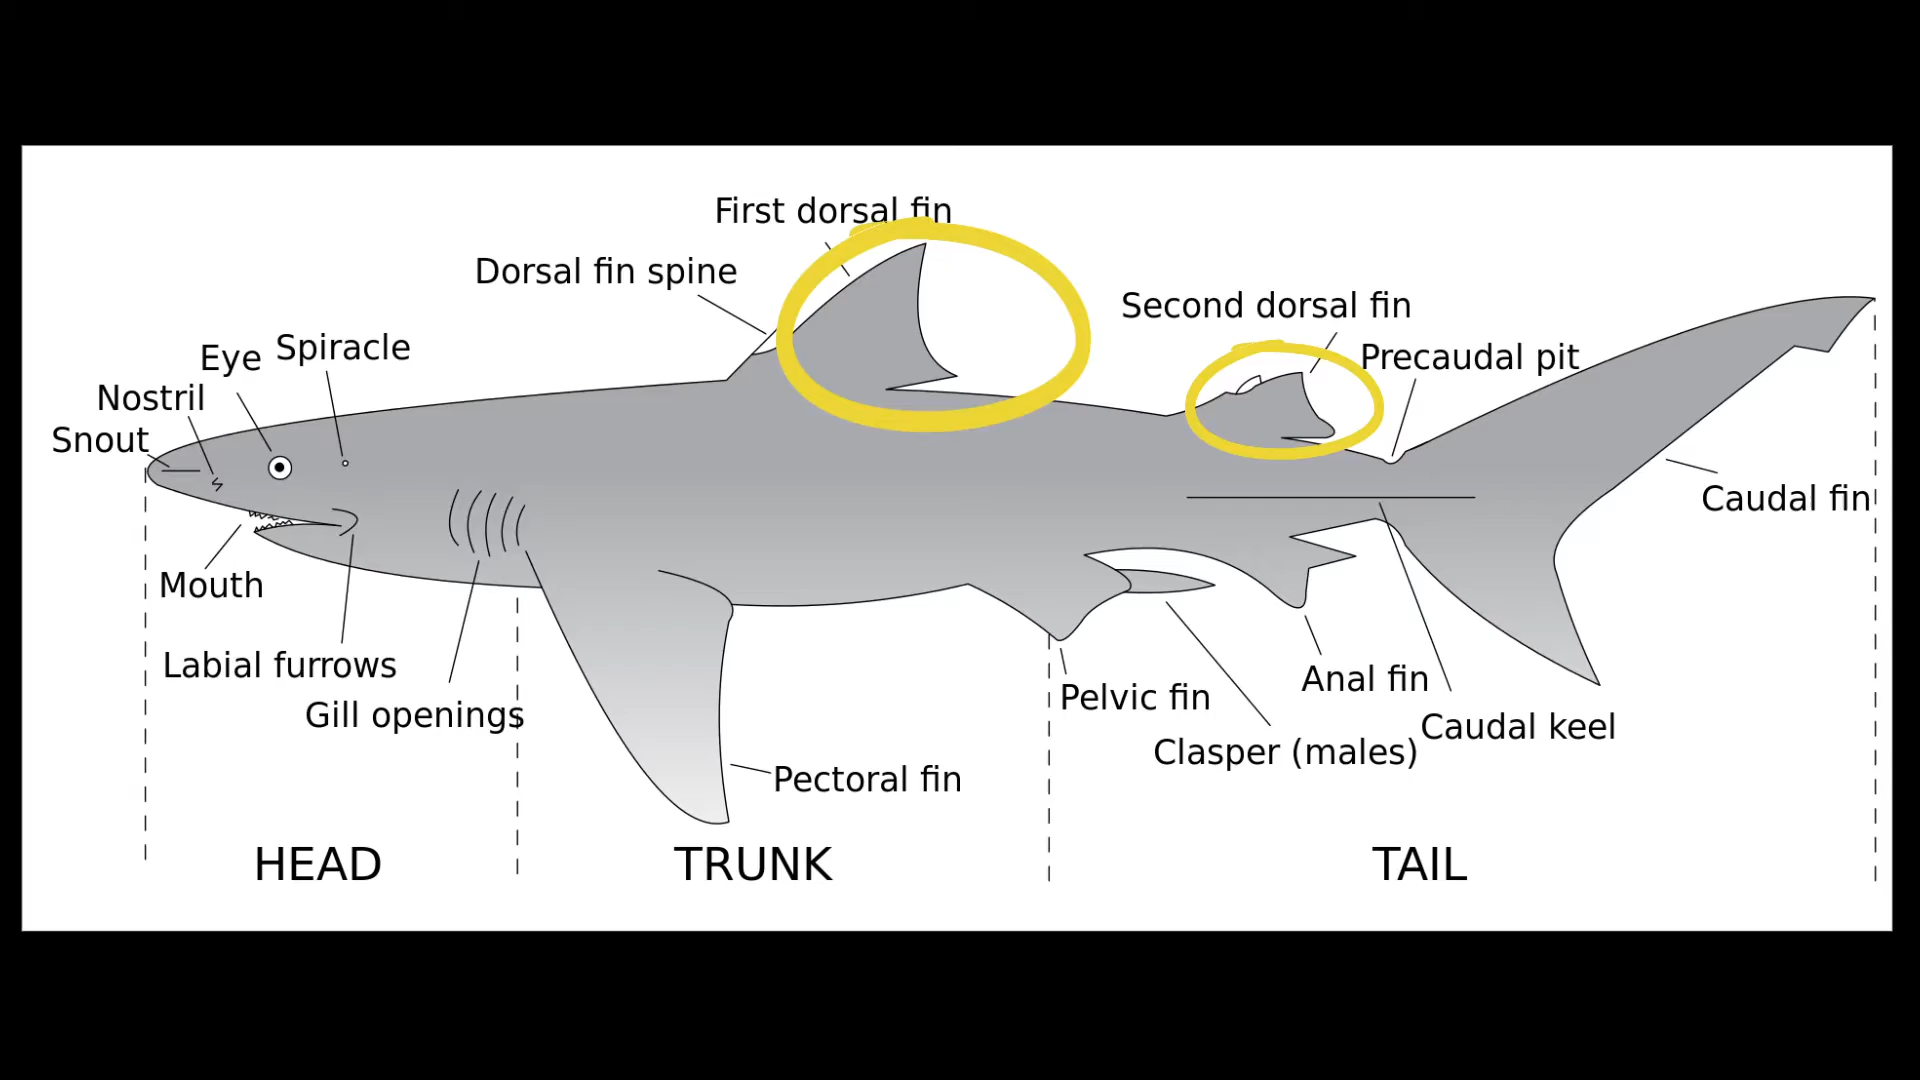 First dorsal fin
Dorsal fin spine
Second dorsal fin
Eye
Spiracle
Precaudal pit
Nostril
Snout
Caudal fin
Mouth
Labial furrows
Gill openings
Anal fin
Pelvic fin
Caudal keel
Clasper (males)
Pectoral fin
HEAD
TRUNK
TAIL